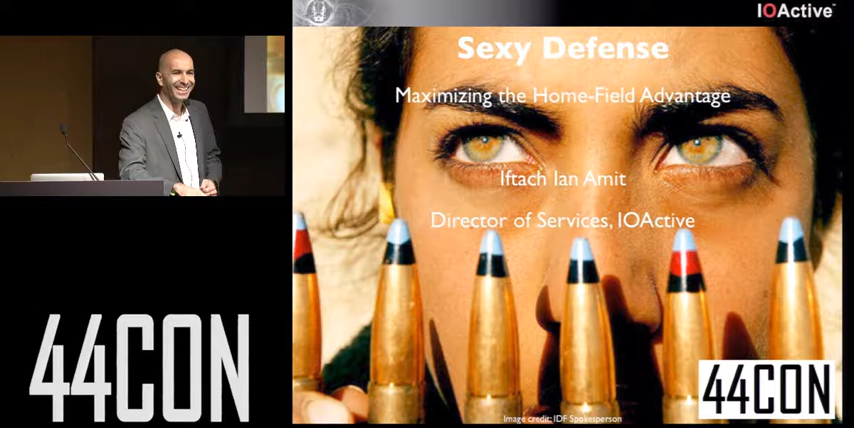 IOActive™
Sexy Defense
Maximizing the Home-Field Advantage
Iftach Ian Amit
Director of Services, IOActive
44CON
44CON
Image credit: IDF Spokesperson